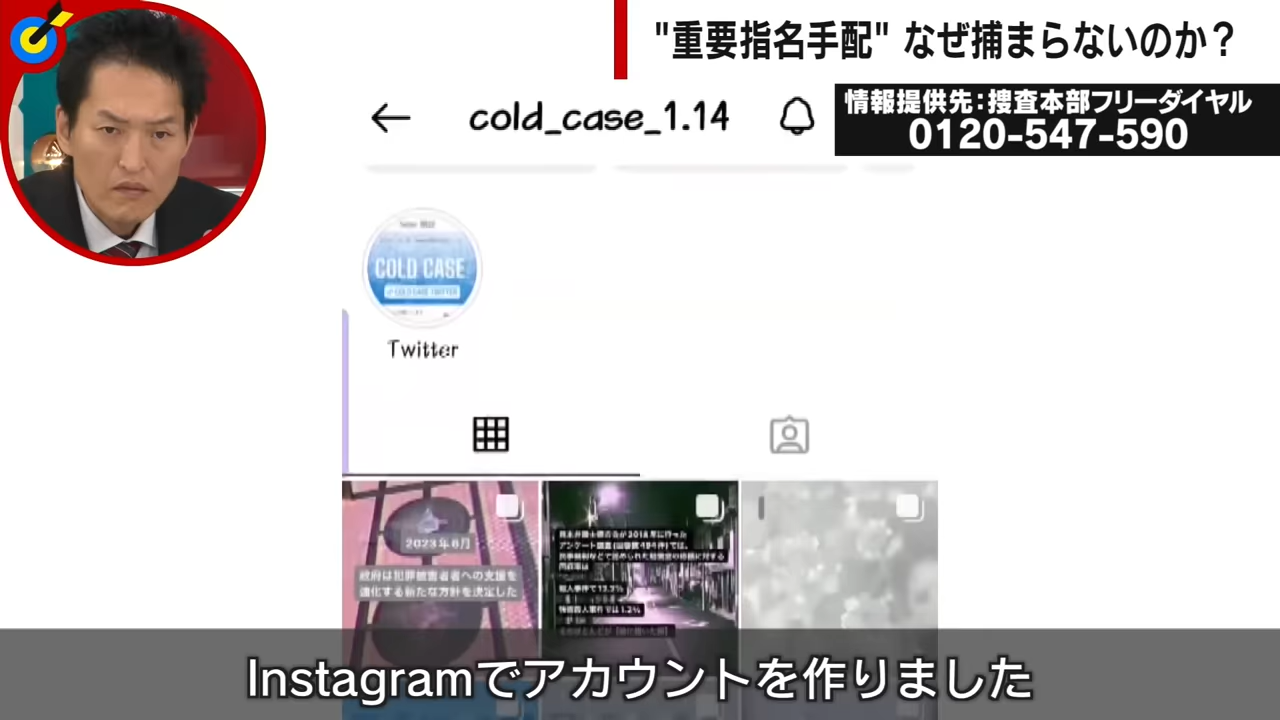 "重要指名手配" なぜ捕まらないのか？
情報提供先：捜査本部フリーダイヤル
0120-547-590
cold_case_1.14
COLD CASE
Twitter
2023年6月
政府は犯罪被害者者への支援を
強化する新たな方針を決定した
殺人事件で13.3%
Instagramでアカウントを作りました